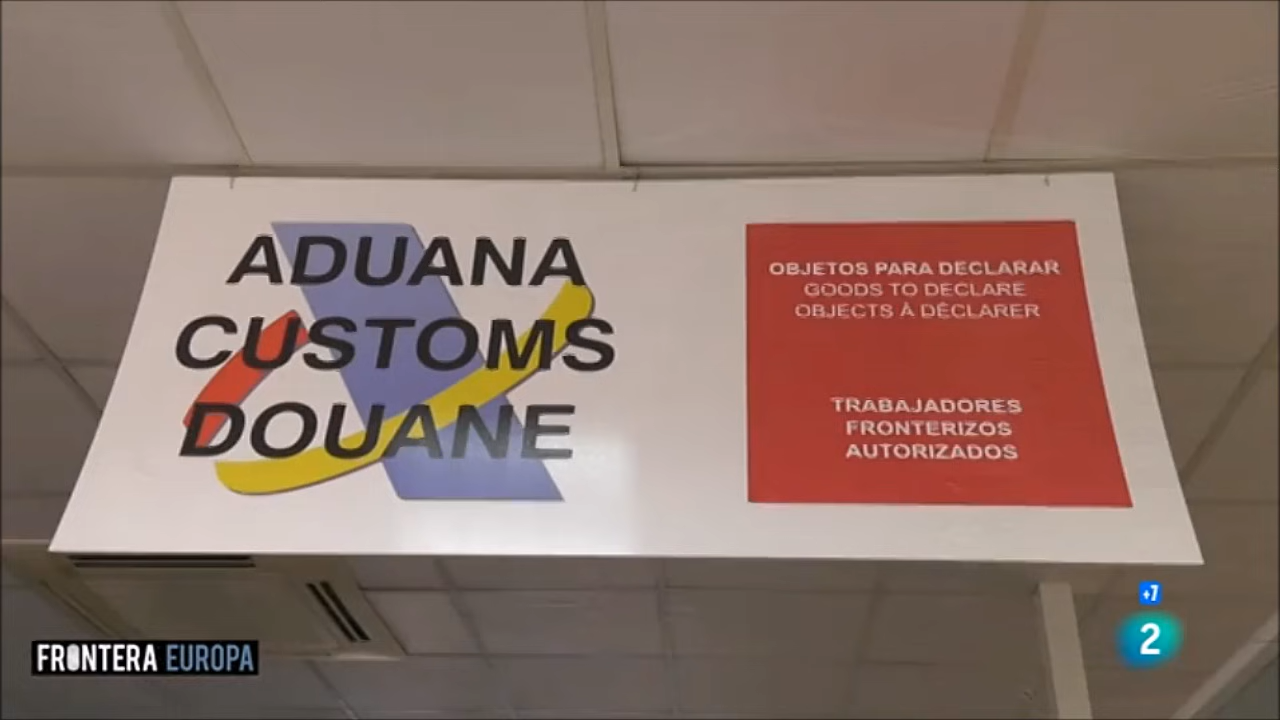 ADUANA
CUSTOMS
DOUANE
OBJETOS PARA DECLARAR
GOODS TO DECLARE
OBJECTS À DÉCLARER
TRABAJADORES
FRONTERIZOS
AUTORIZADOS
+7
2
FRONTERA EUROPA